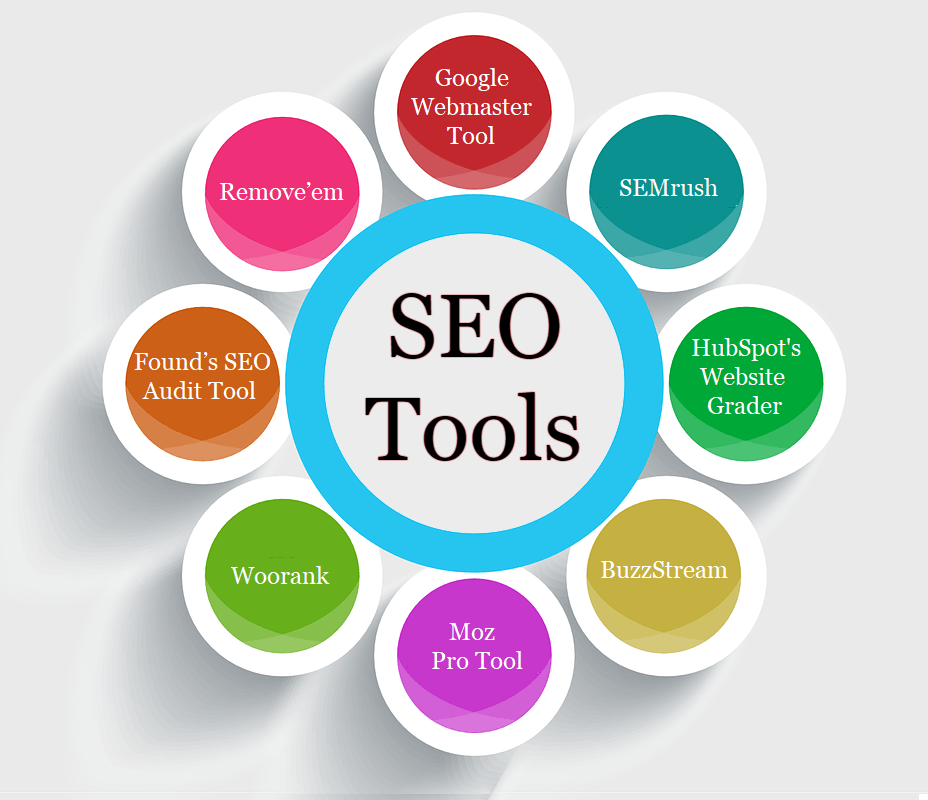 Google
Webmaster
Tool
SEMrush
HubSpot's
Website
Grader
BuzzStream
Moz
Pro Tool
Woorank
Found’s SEO
Audit Tool
Remove’em
SEO
Tools